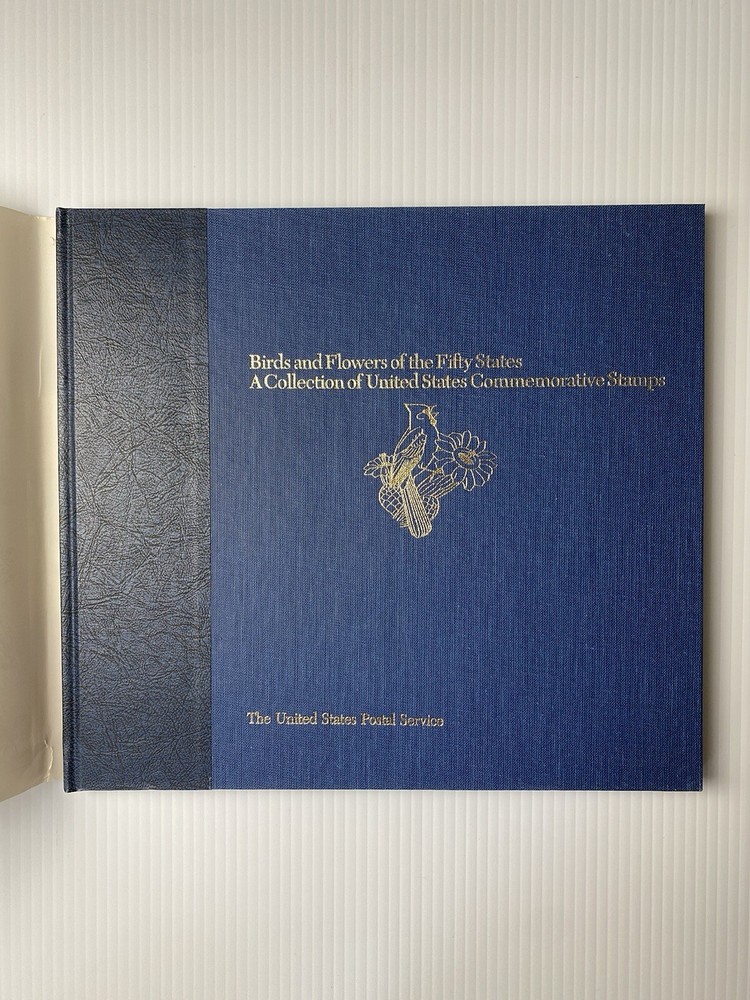 Birds and Flowers of the Fifty States
A Collection of United States Commemorative Stamps
The United States Postal Service